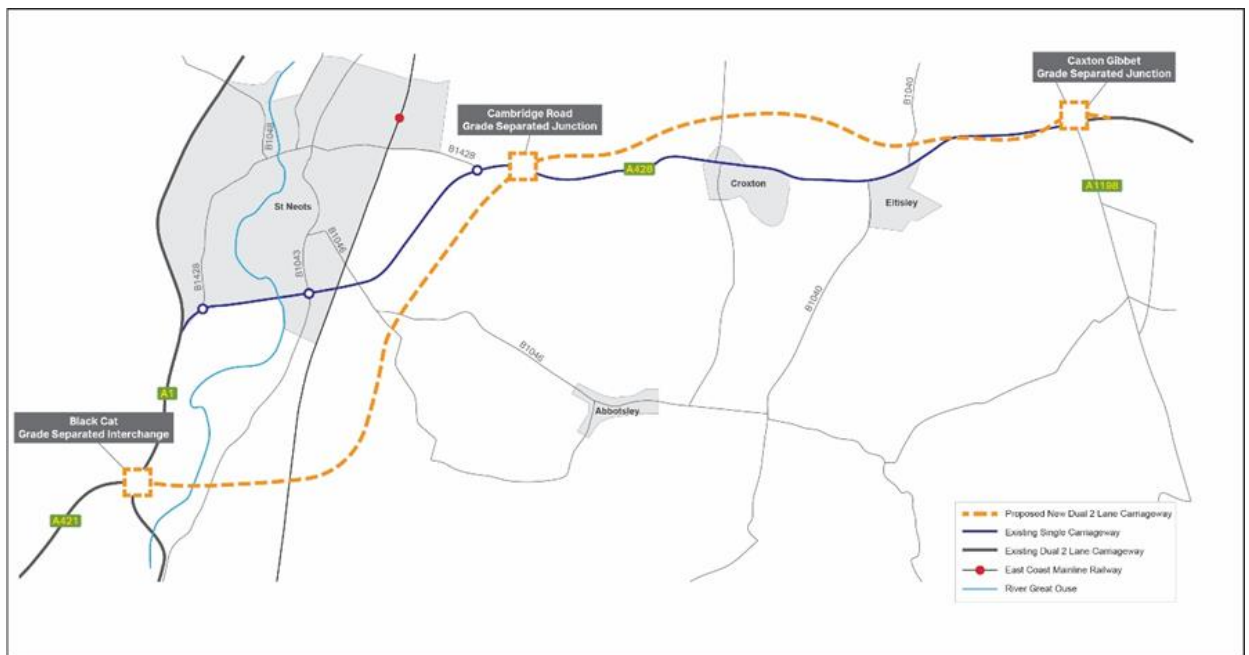 Caxton Gibbet
Grade Separated Junction
B1040
Cambridge Road
Grade Separated Junction
B1048
B1428
A428
Croxton
Eltisley
A1198
St Neots
B1046
B1043
B1428
B1040
B1046
A1
Abbotsley
Black Cat
Grade Separated Interchange
A421
Proposed New Dual 2 Lane Carriageway
Existing Single Carriageway
Existing Dual 2 Lane Carriageway
East Coast Mainline Railway
River Great Ouse